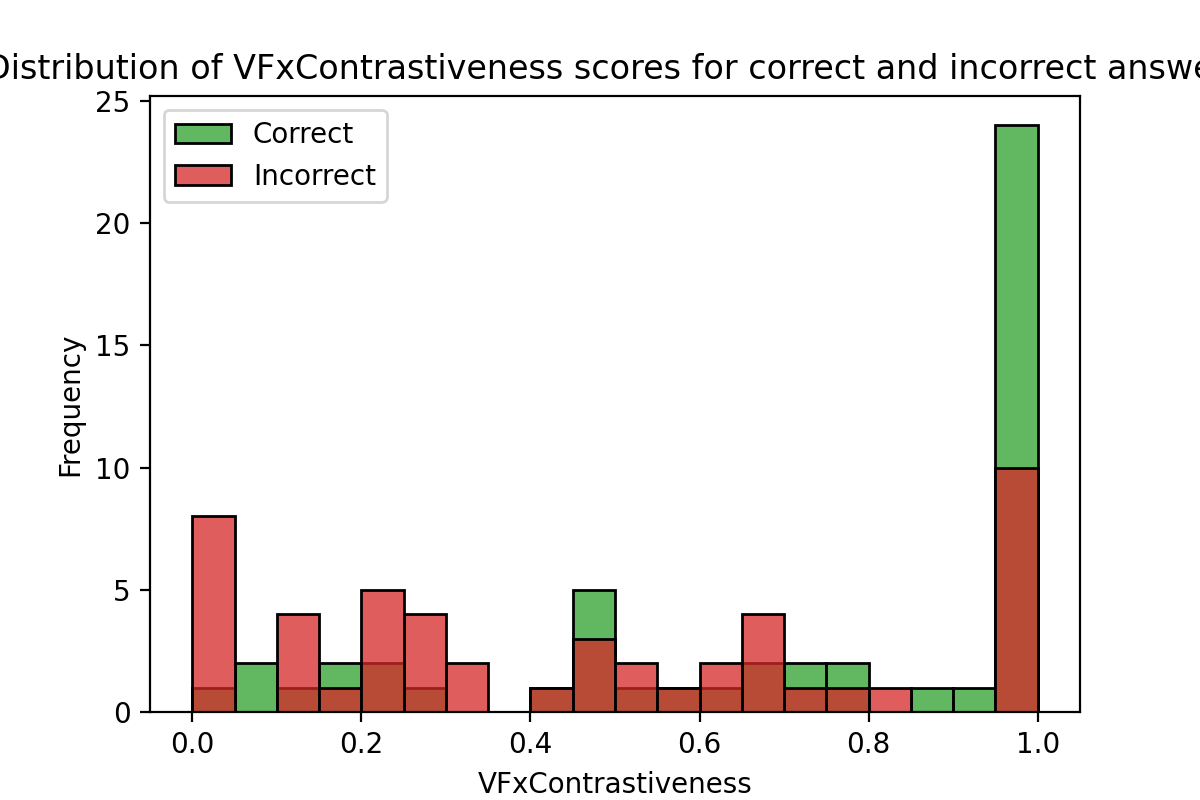 Distribution of VFxContrastiveness scores for correct and incorrect answe
25
Correct
Incorrect
20
15
10
5
0
Frequency
0.0 0.2 0.4 0.6 0.8 1.0
VFxContrastiveness